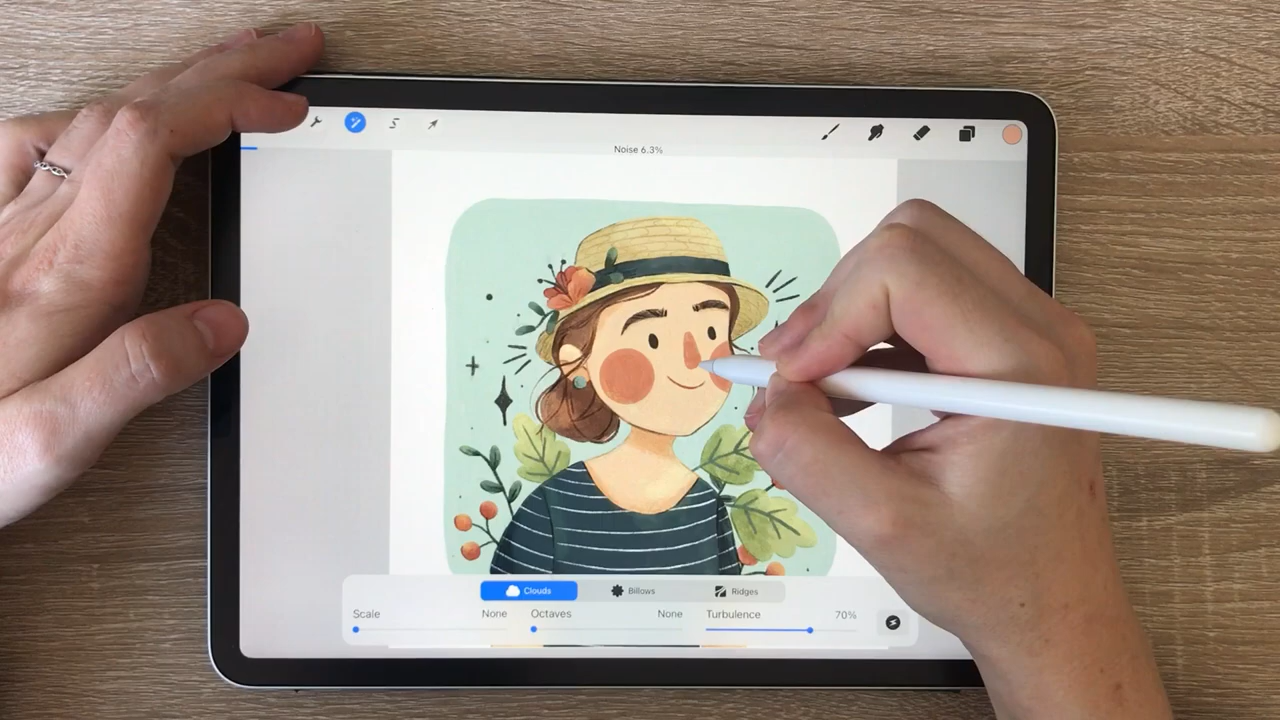 Noise 6.3%
Clouds Billows Ridges
Scale None Octaves None Turbulence 70%